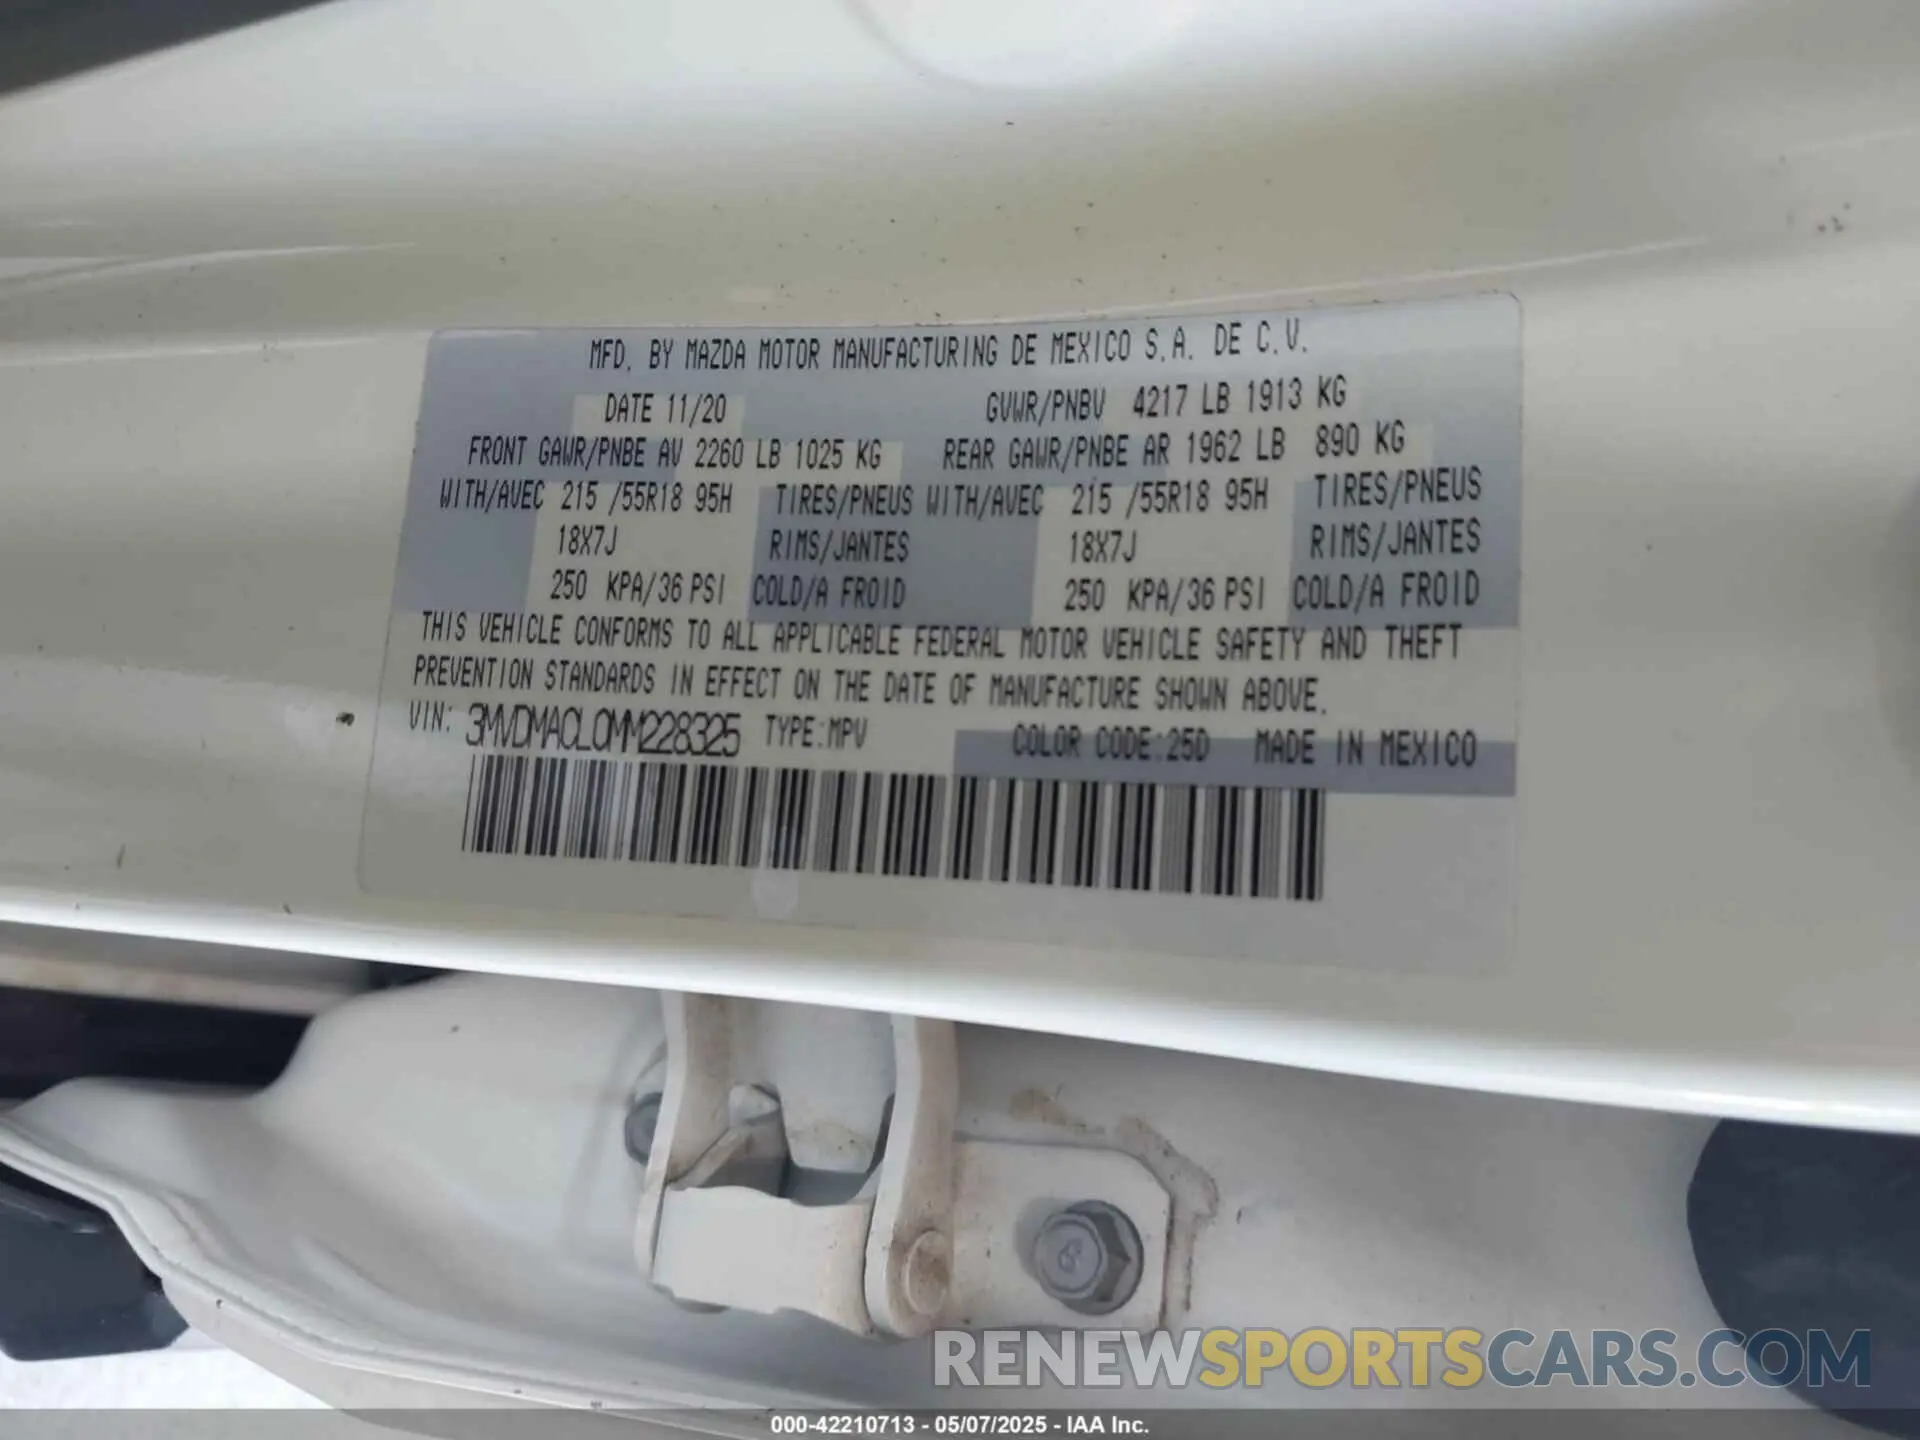 MFD. BY MAZDA MOTOR MANUFACTURING DE MEXICO S.A. DE C.V.
DATE 11/20 GVWR/PNBV 4217 LB 1913 KG
FRONT GAWR/PNBE AV 2260 LB 1025 KG REAR GAWR/PNBE AR 1962 LB 890 KG
WITH/AVEC 215 /55R18 95H TIRES/PNEUS WITH/AVEC 215 /55R18 95H TIRES/PNEUS
18X7J RIMS/JANTES 18X7J RIMS/JANTES
250 KPA/36 PSI COLD/A FROID 250 KPA/36 PSI COLD/A FROID
THIS VEHICLE CONFORMS TO ALL APPLICABLE FEDERAL MOTOR VEHICLE SAFETY AND THEFT
PREVENTION STANDARDS IN EFFECT ON THE DATE OF MANUFACTURE SHOWN ABOVE.
VIN: 3MVDMACL0MM228325 TYPE:MPV COLOR CODE:25D MADE IN MEXICO
RENEWSPORTSCARS.COM
000-42210713 - 05/07/2025 - IAA Inc.